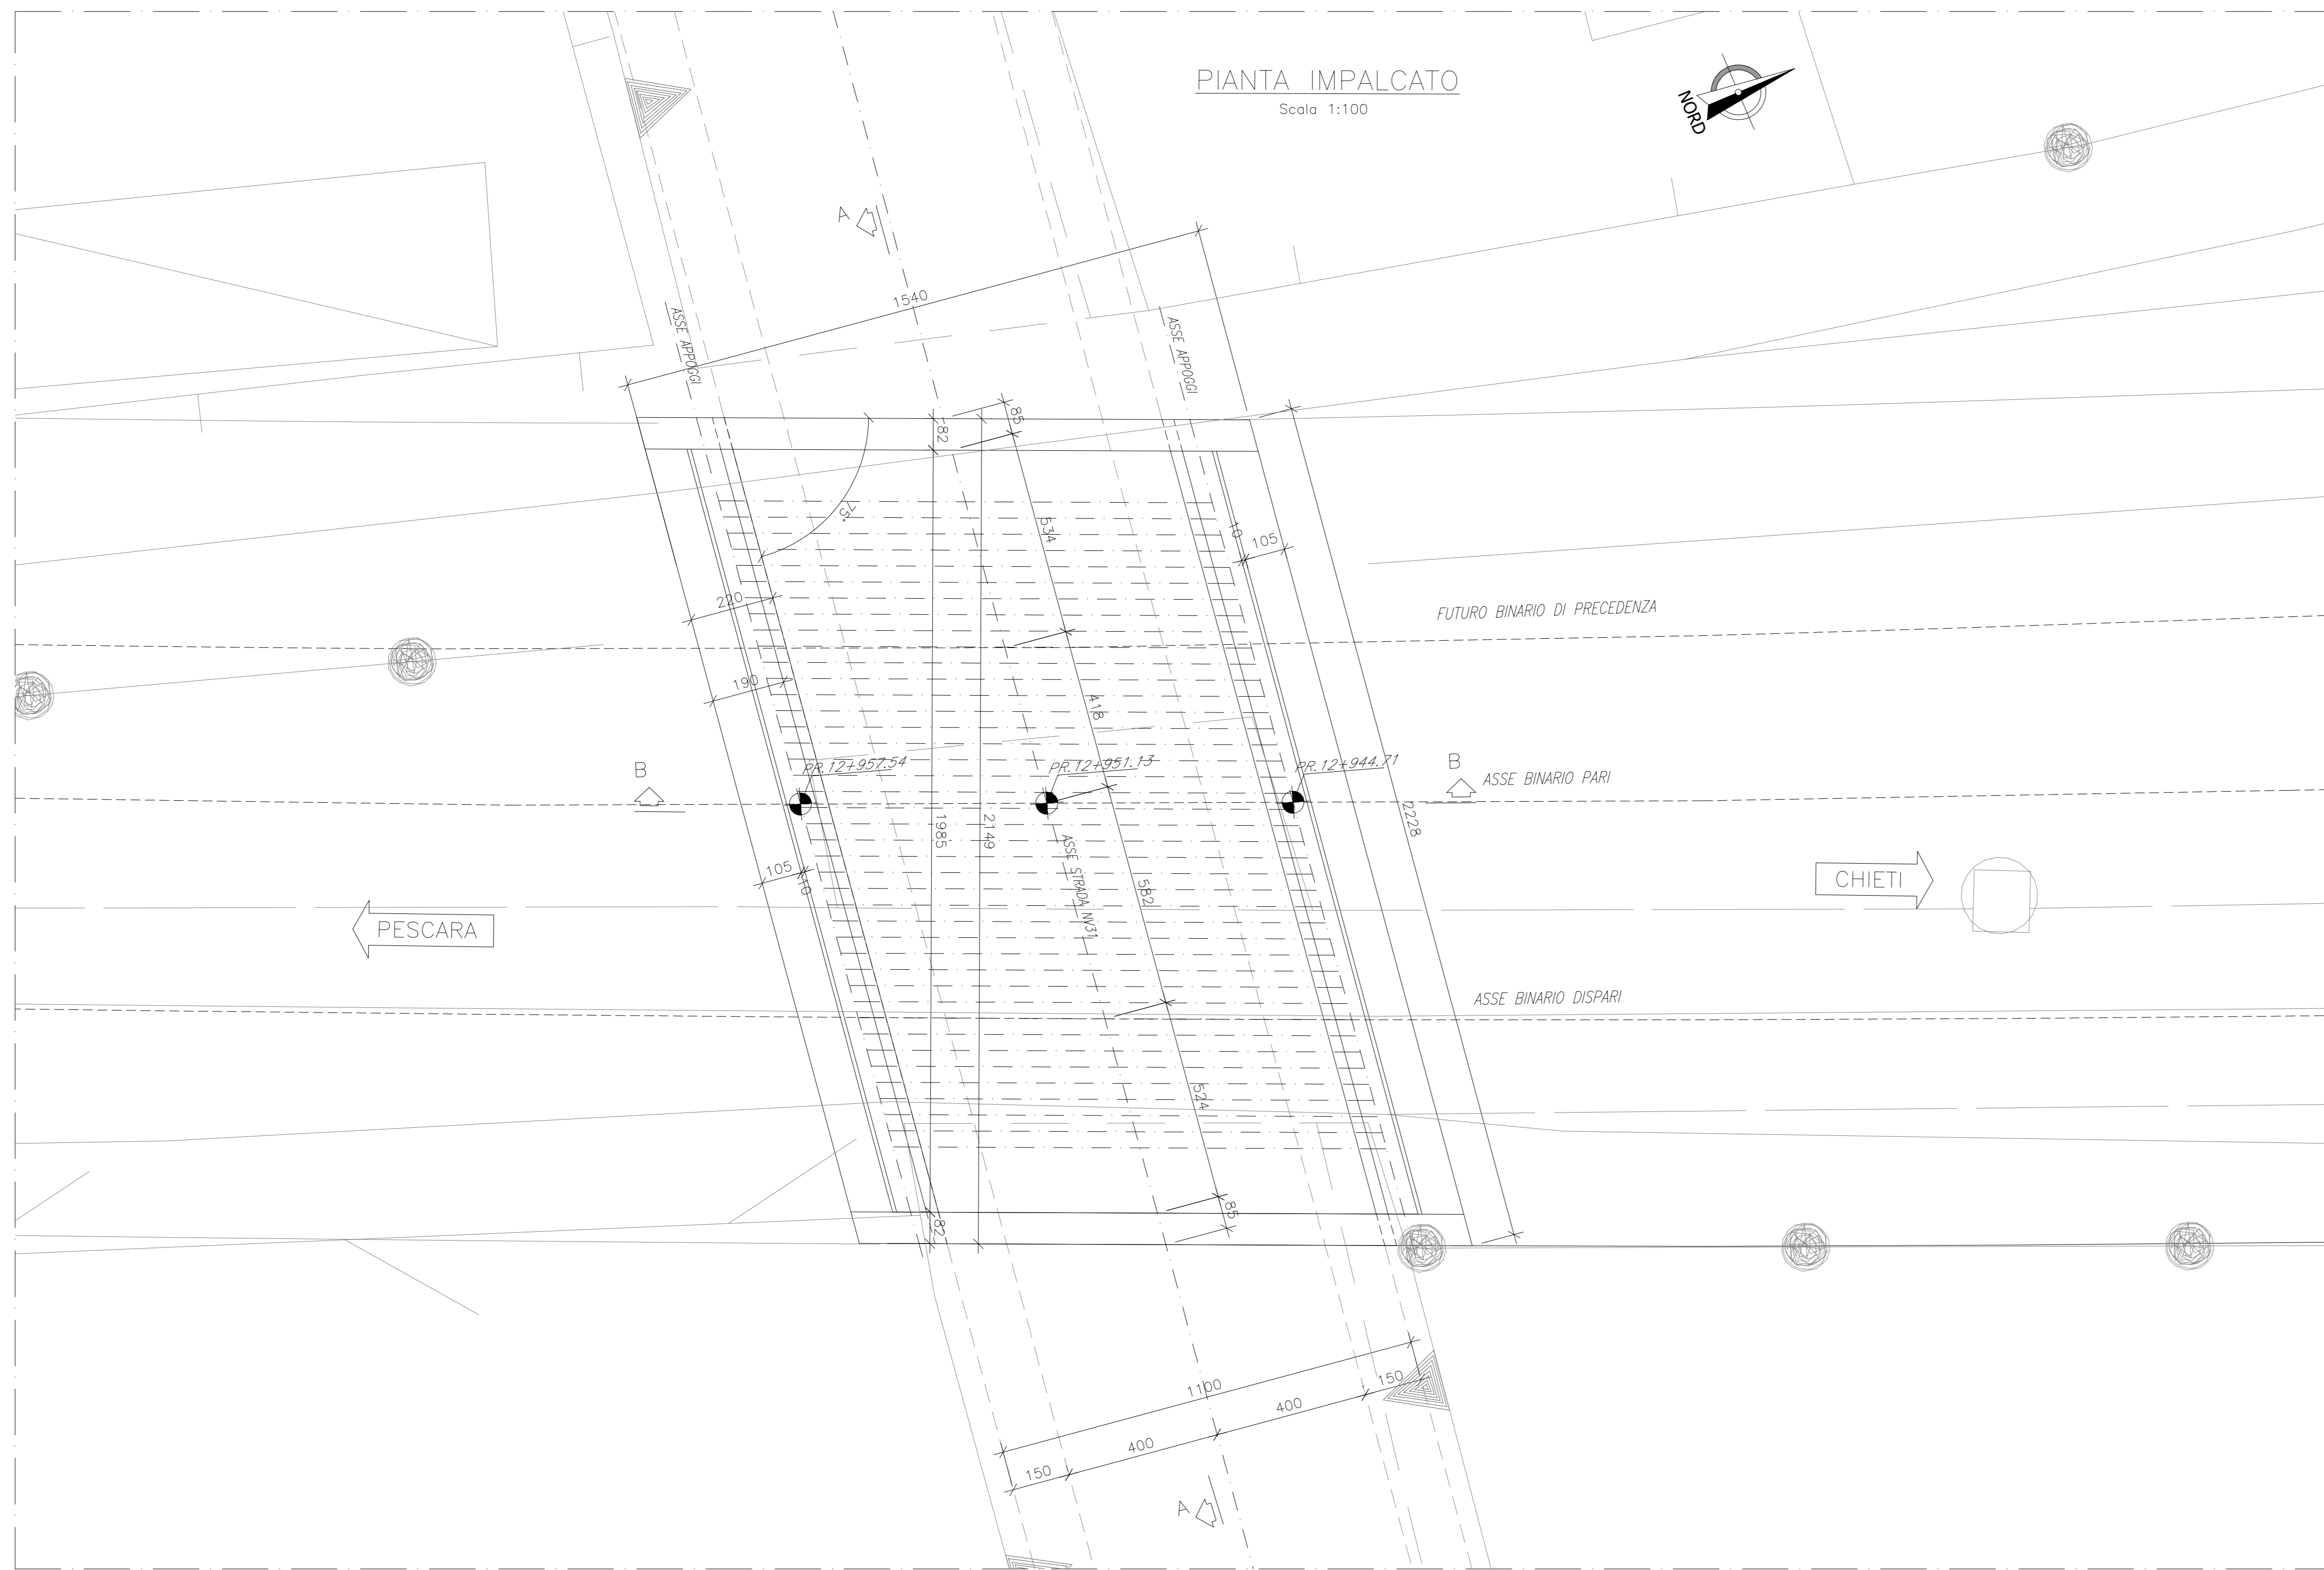 PIANTA IMPALCATO
Scala 1:100
NORD
A
1540
ASSE APPOGGI
ASSE APPOGGI
85
82
534
75°
10
105
220
FUTURO BINARIO DI PRECEDENZA
190
418
B
PR.12+957.54
PR.12+951.13
PR.12+944.71
B
ASSE BINARIO PARI
2228
1985
2149
ASSE STRADA NV31
105
10
582
CHIETI
PESCARA
ASSE BINARIO DISPARI
524
85
82
1100
150
400
400
150
A